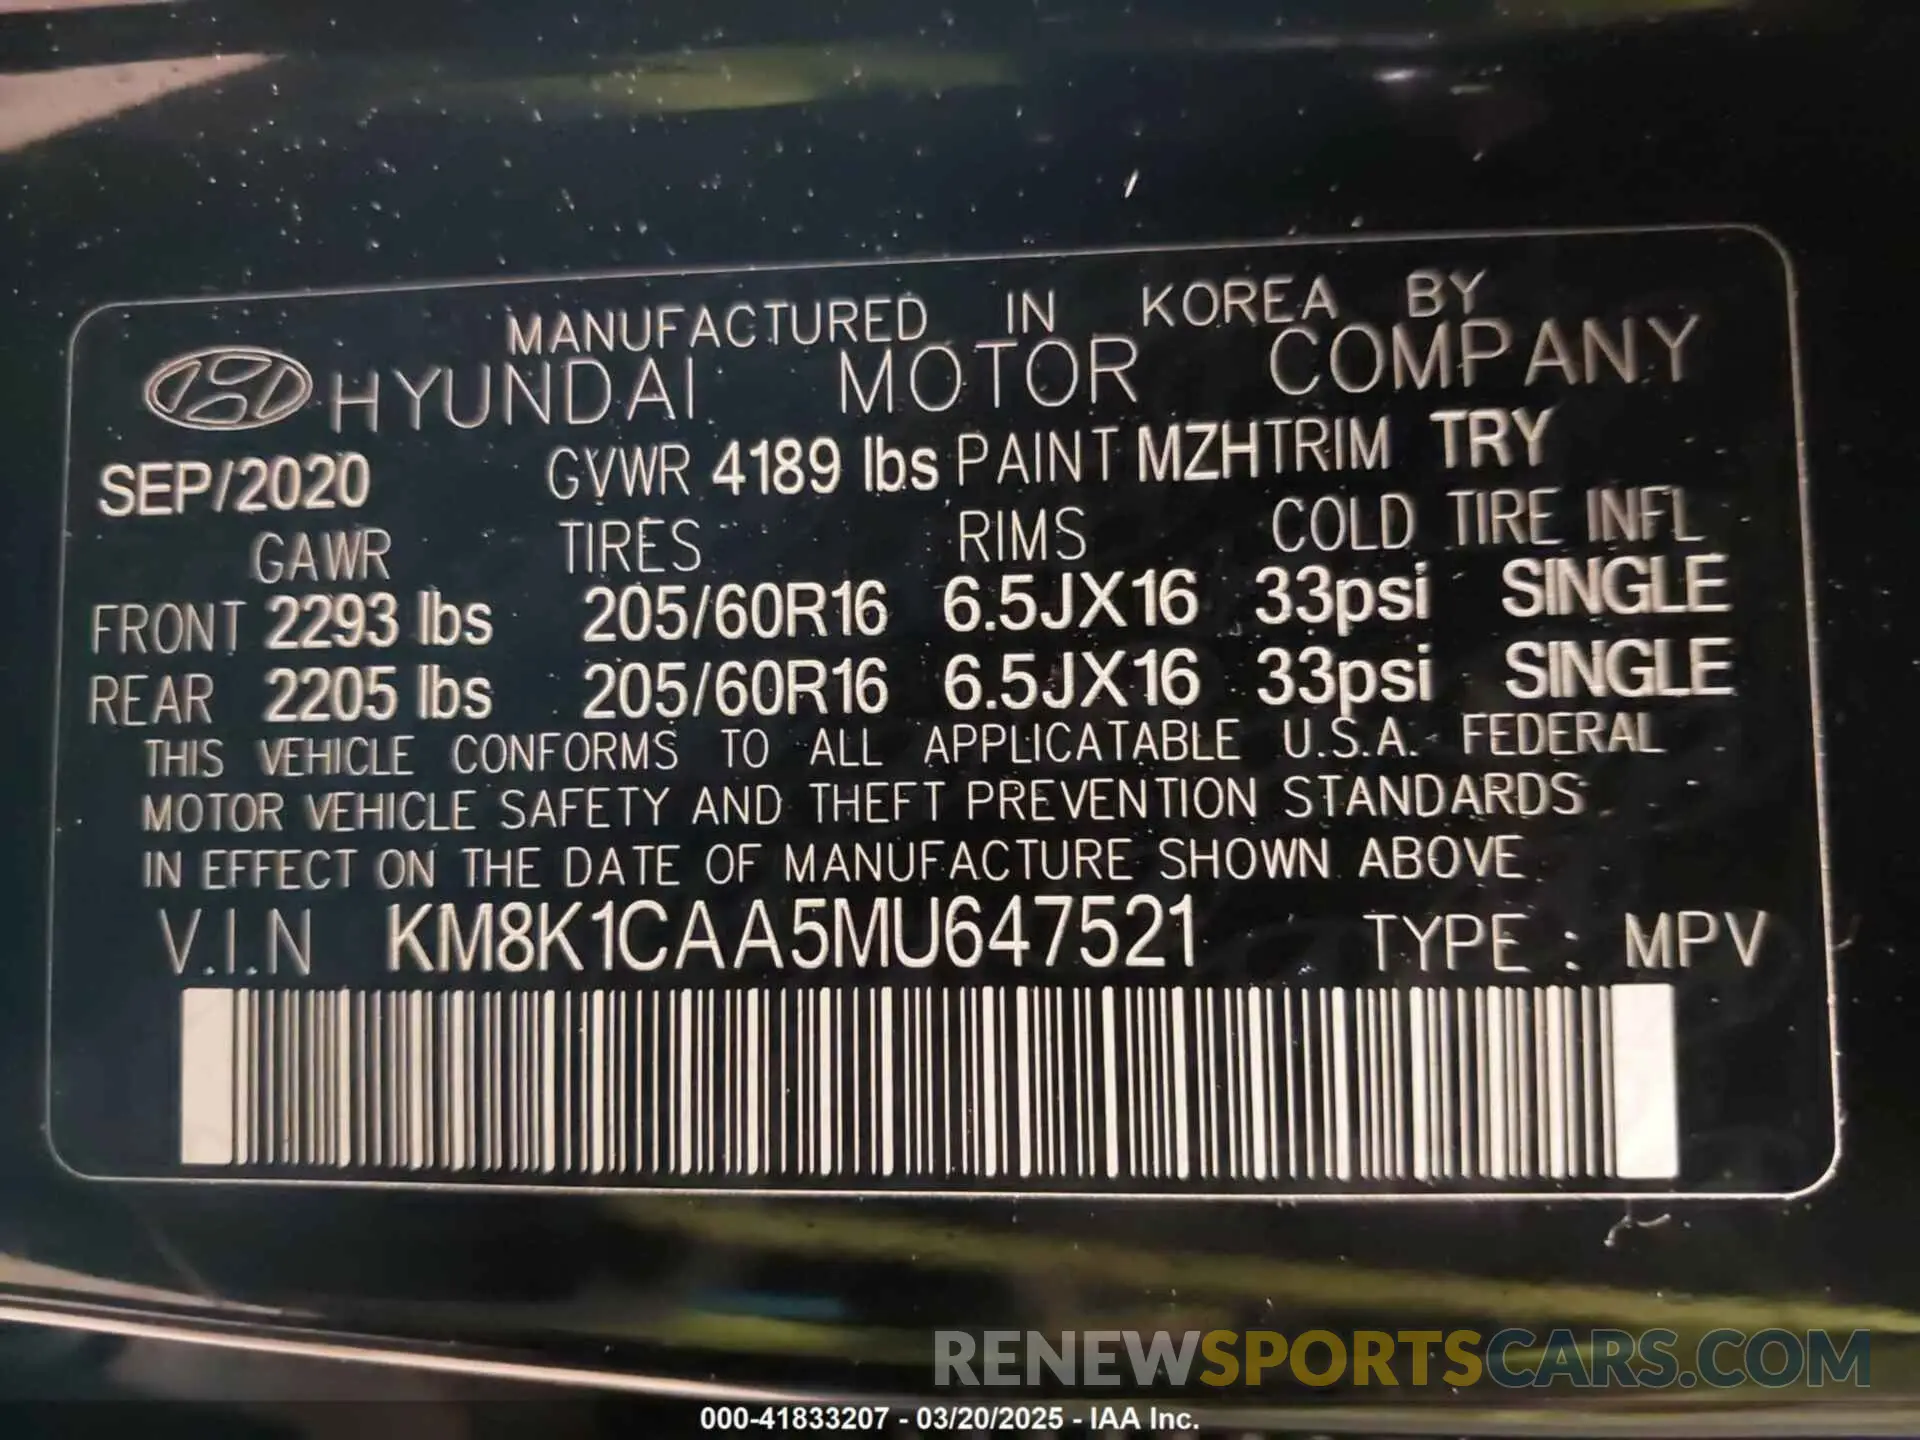 MANUFACTURED IN KOREA BY
HYUNDAI MOTOR COMPANY
SEP/2020 GVWR 4189 lbs PAINT MZH TRIM TRY
GAWR TIRES RIMS COLD TIRE INFL
FRONT 2293 lbs 205/60R16 6.5JX16 33psi SINGLE
REAR 2205 lbs 205/60R16 6.5JX16 33psi SINGLE
THIS VEHICLE CONFORMS TO ALL APPLICATABLE U.S.A. FEDERAL
MOTOR VEHICLE SAFETY AND THEFT PREVENTION STANDARDS
IN EFFECT ON THE DATE OF MANUFACTURE SHOWN ABOVE
V.I.N KM8K1CAA5MU647521 TYPE : MPV
RENEWSPORTSCARS.COM
000-41833207 - 03/20/2025 - IAA Inc.